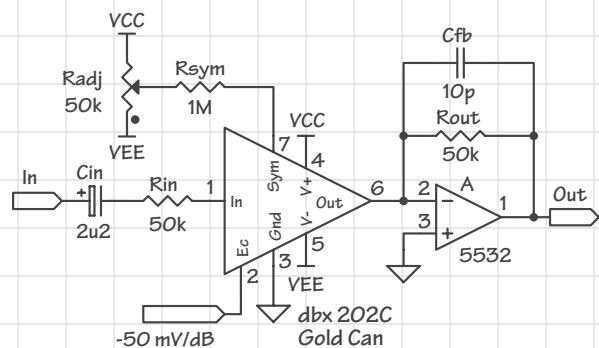 VCC
Radj
50k
VEE
Rsym
1M
Cfb
10p
Rout
50k
VCC
7
4
Sym
V+
In
Cin
+
2u2
Rin
50k
1
In
Out
6
2
-
A
1
Out
3
+
5532
Gnd
V-
Ec
2
3
5
VEE
-50 mV/dB
dbx 202C
Gold Can